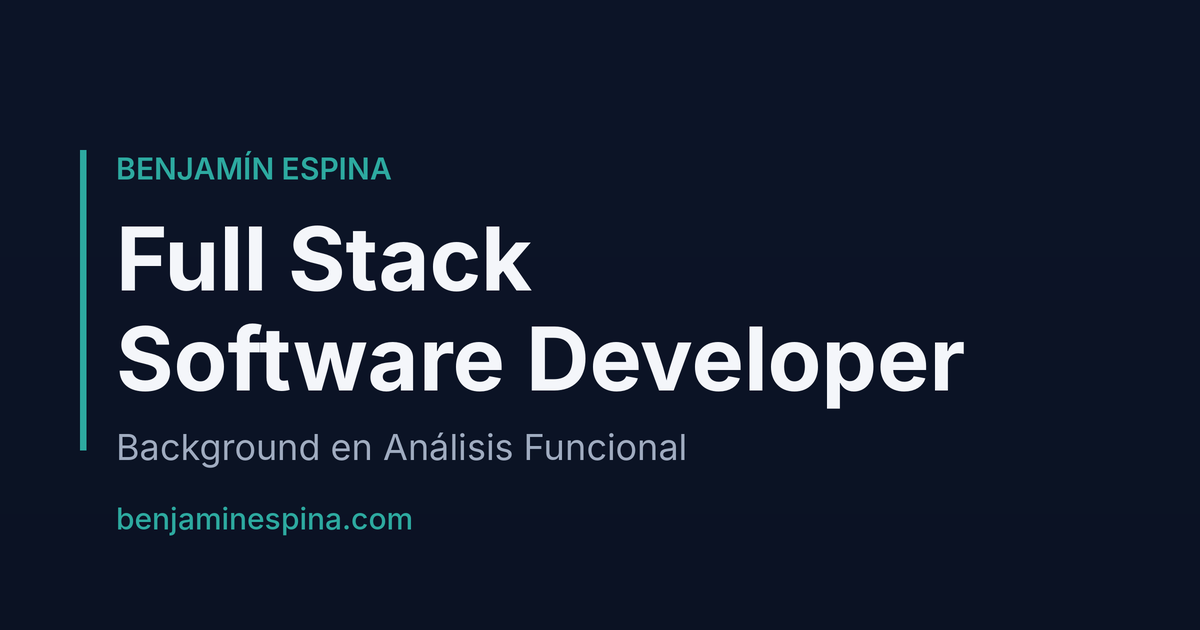 BENJAMÍN ESPINA
Full Stack
Software Developer
Background en Análisis Funcional
benjaminespina.com